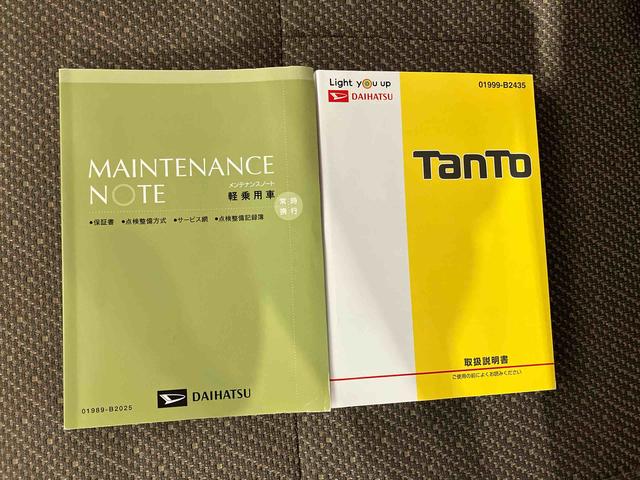 MAINTENANCE
NOTE
メンテナンスノート
軽乗用車
常時
携行
●保証書 ●点検整備方式 ●サービス網 ●点検整備記録簿
DAIHATSU
01989-B2025
Light you up
DAIHATSU
01999-B2435
TanTo
取扱説明書
ご使用の前によくお読みください